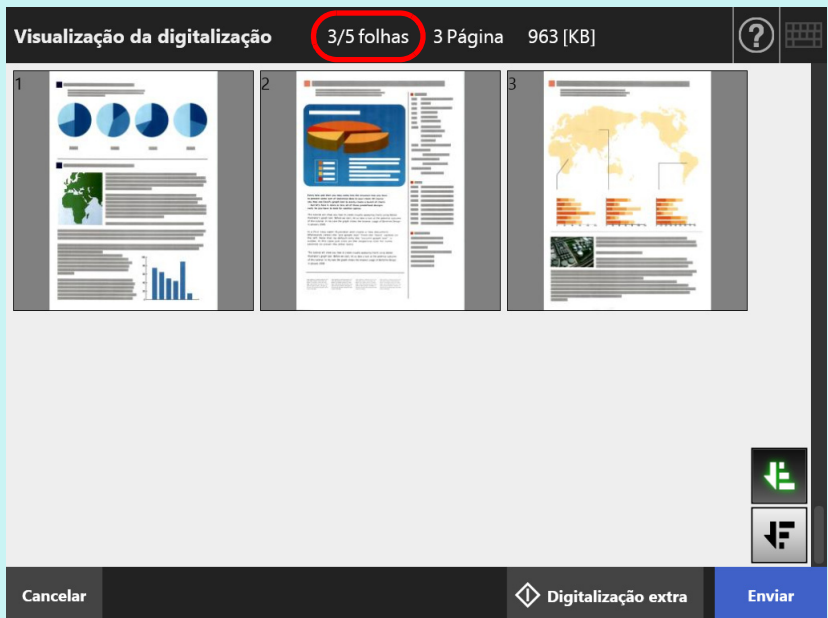 Visualização da digitalização 3/5 folhas 3 Página 963 [KB] ?
1 2 3
Cancelar Digitalização extra Enviar